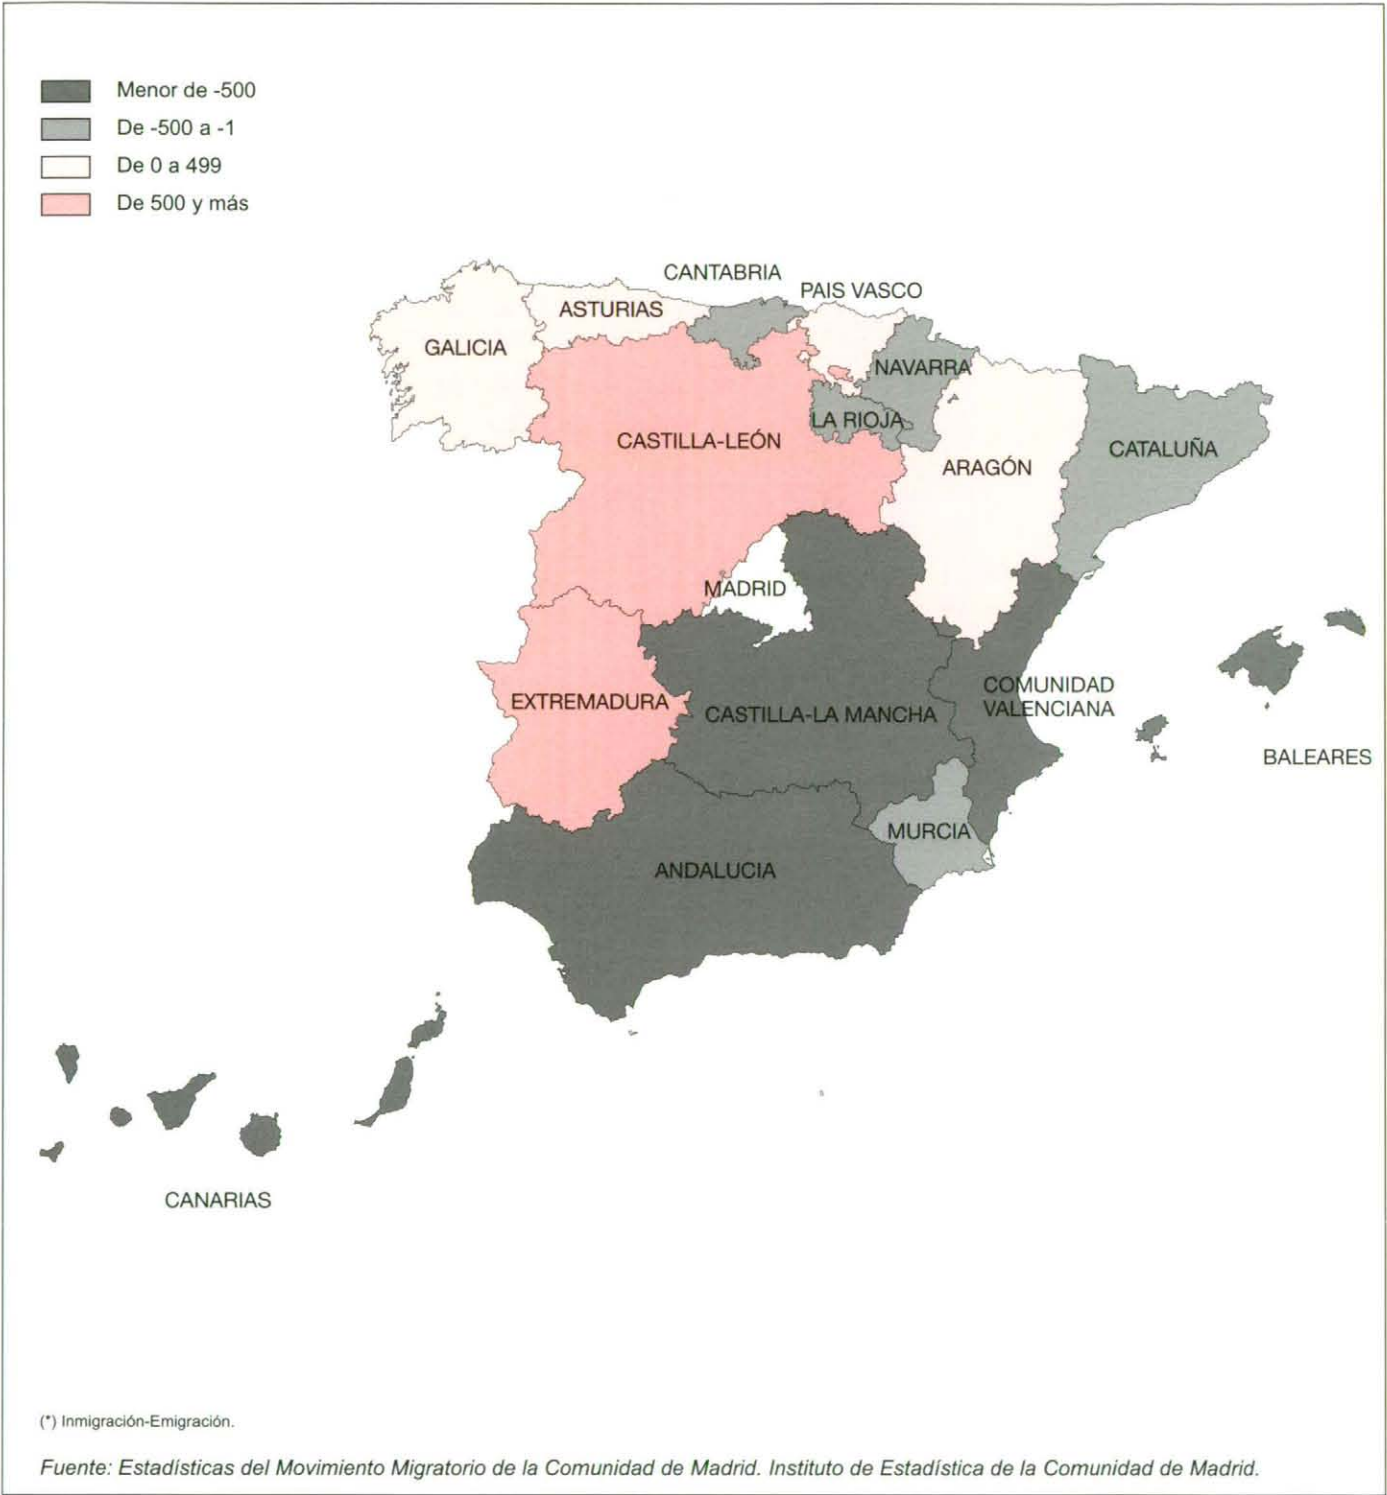 Menor de -500
De -500 a -1
De 0 a 499
De 500 y más
CANTABRIA
PAIS VASCO
ASTURIAS
GALICIA
NAVARRA
LA RIOJA
CASTILLA-LEÓN
CATALUÑA
ARAGÓN
MADRID
EXTREMADURA
COMUNIDAD
VALENCIANA
CASTILLA-LA MANCHA
BALEARES
MURCIA
ANDALUCIA
CANARIAS
(*) Inmigración-Emigración.
Fuente: Estadísticas del Movimiento Migratorio de la Comunidad de Madrid. Instituto de Estadística de la Comunidad de Madrid.